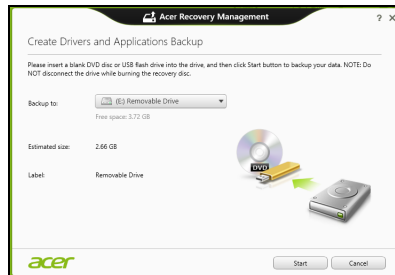 Acer Recovery Management
? X
Create Drivers and Applications Backup
Please insert a blank DVD disc or USB flash drive into the drive, and then click Start button to backup your data. NOTE: Do
NOT disconnect the drive while burning the recovery disc.
Backup to:
(E:) Removable Drive
Free space: 3.72 GB
Estimated size:
2.66 GB
DVD
Label:
Removable Drive
acer
Start
Cancel